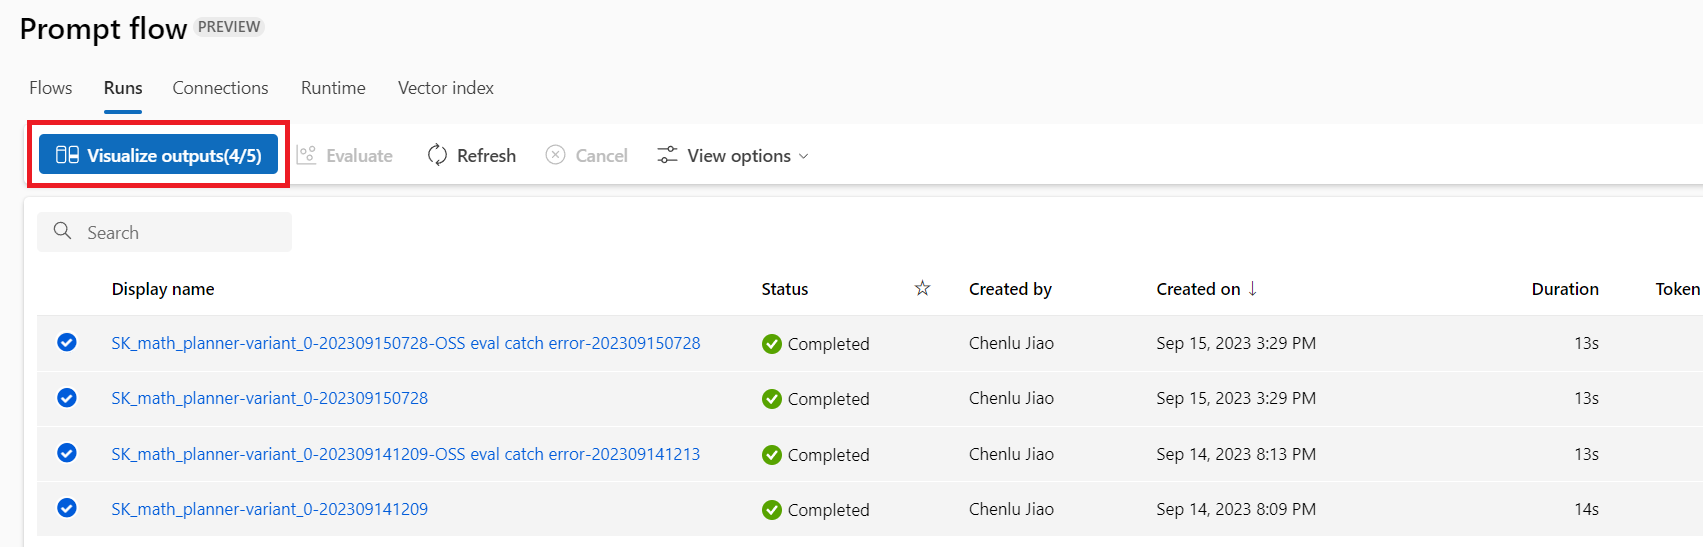 Prompt flow PREVIEW
Flows Runs Connections Runtime Vector index
Visualize outputs(4/5) Evaluate Refresh Cancel View options
Search
Display name Status Created by Created on ↓ Duration Token
SK_math_planner-variant_0-202309150728-OSS eval catch error-202309150728 Completed Chenlu Jiao Sep 15, 2023 3:29 PM 13s
SK_math_planner-variant_0-202309150728 Completed Chenlu Jiao Sep 15, 2023 3:29 PM 13s
SK_math_planner-variant_0-202309141209-OSS eval catch error-202309141213 Completed Chenlu Jiao Sep 14, 2023 8:13 PM 13s
SK_math_planner-variant_0-202309141209 Completed Chenlu Jiao Sep 14, 2023 8:09 PM 14s